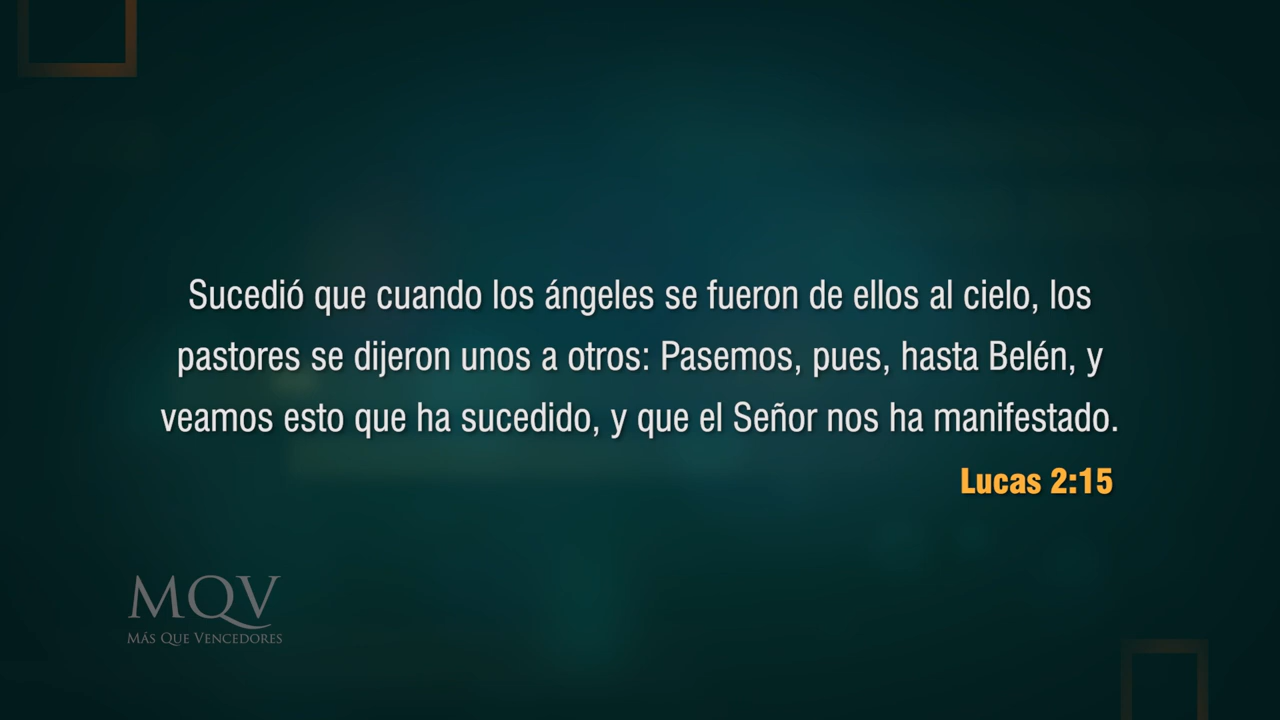 Sucedió que cuando los ángeles se fueron de ellos al cielo, los
pastores se dijeron unos a otros: Pasemos, pues, hasta Belén, y
veamos esto que ha sucedido, y que el Señor nos ha manifestado.
Lucas 2:15
MQV
MÁS QUE VENCEDORES